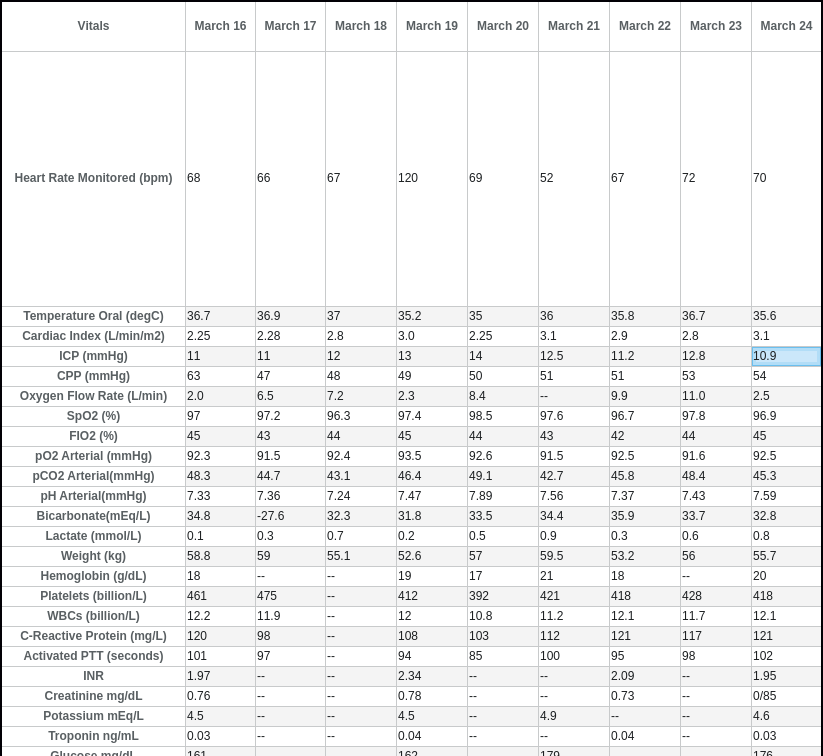 Vitals March 16 March 17 March 18 March 19 March 20 March 21 March 22 March 23 March 24
Heart Rate Monitored (bpm) 68 66 67 120 69 52 67 72 70
Temperature Oral (degC) 36.7 36.9 37 35.2 35 36 35.8 36.7 35.6
Cardiac Index (L/min/m2) 2.25 2.28 2.8 3.0 2.25 3.1 2.9 2.8 3.1
ICP (mmHg) 11 11 12 13 14 12.5 11.2 12.8 10.9
CPP (mmHg) 63 47 48 49 50 51 51 53 54
Oxygen Flow Rate (L/min) 2.0 6.5 7.2 2.3 8.4 -- 9.9 11.0 2.5
SpO2 (%) 97 97.2 96.3 97.4 98.5 97.6 96.7 97.8 96.9
FIO2 (%) 45 43 44 45 44 43 42 44 45
pO2 Arterial (mmHg) 92.3 91.5 92.4 93.5 92.6 91.5 92.5 91.6 92.5
pCO2 Arterial(mmHg) 48.3 44.7 43.1 46.4 49.1 42.7 45.8 48.4 45.3
pH Arterial(mmHg) 7.33 7.36 7.24 7.47 7.89 7.56 7.37 7.43 7.59
Bicarbonate(mEq/L) 34.8 -27.6 32.3 31.8 33.5 34.4 35.9 33.7 32.8
Lactate (mmol/L) 0.1 0.3 0.7 0.2 0.5 0.9 0.3 0.6 0.8
Weight (kg) 58.8 59 55.1 52.6 57 59.5 53.2 56 55.7
Hemoglobin (g/dL) 18 -- -- 19 17 21 18 -- 20
Platelets (billion/L) 461 475 -- 412 392 421 418 428 418
WBCs (billion/L) 12.2 11.9 -- 12 10.8 11.2 12.1 11.7 12.1
C-Reactive Protein (mg/L) 120 98 -- 108 103 112 121 117 121
Activated PTT (seconds) 101 97 -- 94 85 100 95 98 102
INR 1.97 -- -- 2.34 -- -- 2.09 -- 1.95
Creatinine mg/dL 0.76 -- -- 0.78 -- -- 0.73 -- 0/85
Potassium mEq/L 4.5 -- -- 4.5 -- 4.9 -- -- 4.6
Troponin ng/mL 0.03 -- -- 0.04 -- -- 0.04 -- 0.03
Glucose mg/dl 161 162 179 176